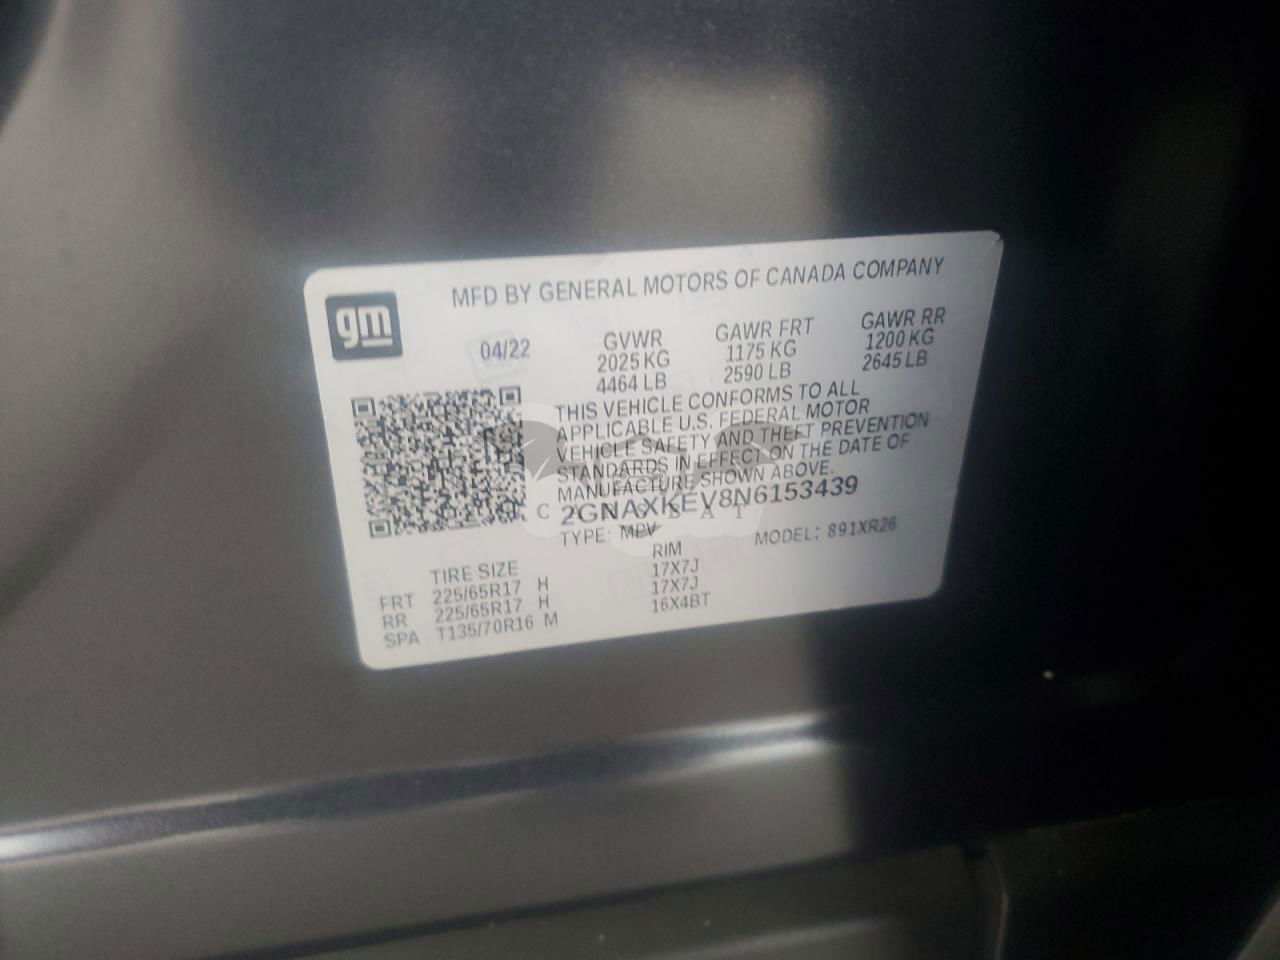 gm
MFD BY GENERAL MOTORS OF CANADA COMPANY
04/22
GVWR
2025 KG
4464 LB
GAWR FRT
1175 KG
2590 LB
GAWR RR
1200 KG
2645 LB
THIS VEHICLE CONFORMS TO ALL
APPLICABLE U.S. FEDERAL MOTOR
VEHICLE SAFETY AND THEFT PREVENTION
STANDARDS IN EFFECT ON THE DATE OF
MANUFACTURE SHOWN ABOVE.
2GNAXKEV8N6153439
TYPE: MPV
MODEL: 891XR26
TIRE SIZE RIM
FRT 225/65R17 H 17X7J
RR 225/65R17 H 17X7J
SPA T135/70R16 M 16X4BT